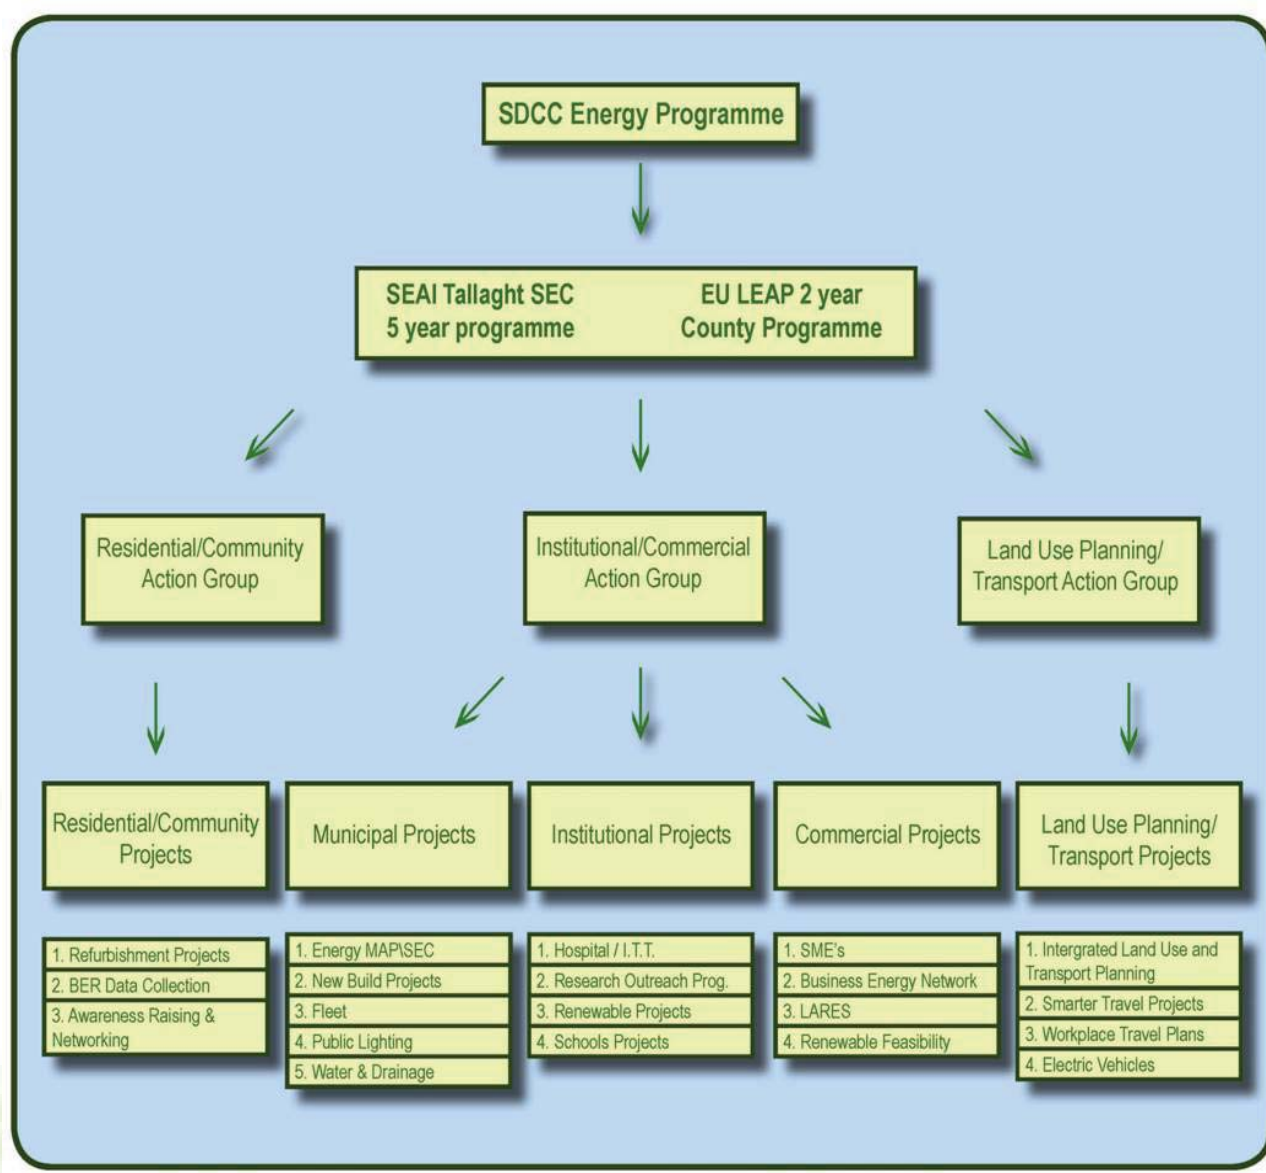 SDCC Energy Programme
SEAI Tallaght SEC
5 year programme
EU LEAP 2 year
County Programme
Residential/Community
Action Group
Institutional/Commercial
Action Group
Land Use Planning/
Transport Action Group
Residential/Community
Projects
Municipal Projects
Institutional Projects
Commercial Projects
Land Use Planning/
Transport Projects
1. Refurbishment Projects
2. BER Data Collection
3. Awareness Raising &
Networking
1. Energy MAP\SEC
2. New Build Projects
3. Fleet
4. Public Lighting
5. Water & Drainage
1. Hospital / I.T.T.
2. Research Outreach Prog.
3. Renewable Projects
4. Schools Projects
1. SME's
2. Business Energy Network
3. LARES
4. Renewable Feasibility
1. Intergrated Land Use and
Transport Planning
2. Smarter Travel Projects
3. Workplace Travel Plans
4. Electric Vehicles